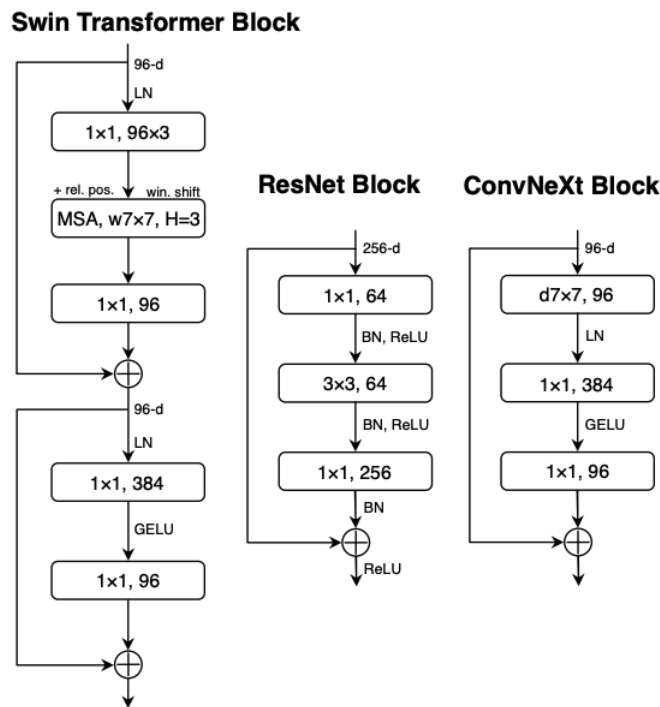 Swin Transformer Block
96-d
LN
1×1, 96×3
+ rel. pos.
win. shift
MSA, w7×7, H=3
1×1, 96
96-d
LN
1×1, 384
GELU
1×1, 96
ResNet Block
256-d
1×1, 64
BN, ReLU
3×3, 64
BN, ReLU
1×1, 256
BN
ReLU
ConvNeXt Block
96-d
d7×7, 96
LN
1×1, 384
GELU
1×1, 96